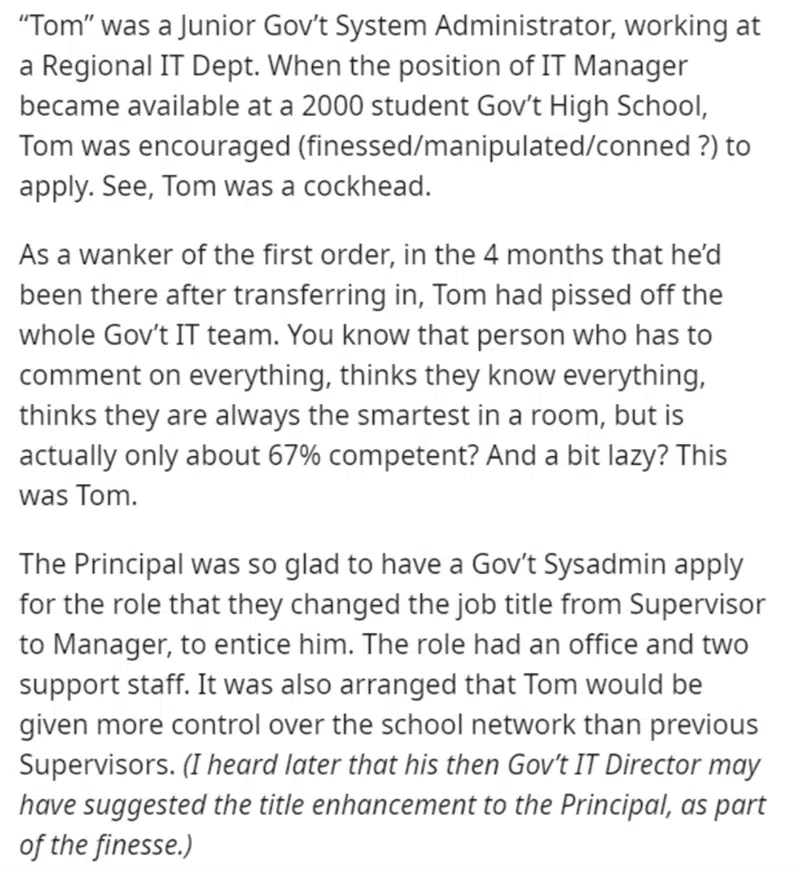 “Tom” was a Junior Gov’t System Administrator, working at
a Regional IT Dept. When the position of IT Manager
became available at a 2000 student Gov’t High School,
Tom was encouraged (finessed/manipulated/conned ?) to
apply. See, Tom was a cockhead.
As a wanker of the first order, in the 4 months that he’d
been there after transferring in, Tom had pissed off the
whole Gov’t IT team. You know that person who has to
comment on everything, thinks they know everything,
thinks they are always the smartest in a room, but is
actually only about 67% competent? And a bit lazy? This
was Tom.
The Principal was so glad to have a Gov’t Sysadmin apply
for the role that they changed the job title from Supervisor
to Manager, to entice him. The role had an office and two
support staff. It was also arranged that Tom would be
given more control over the school network than previous
Supervisors. (I heard later that his then Gov’t IT Director may
have suggested the title enhancement to the Principal, as part
of the finesse.)